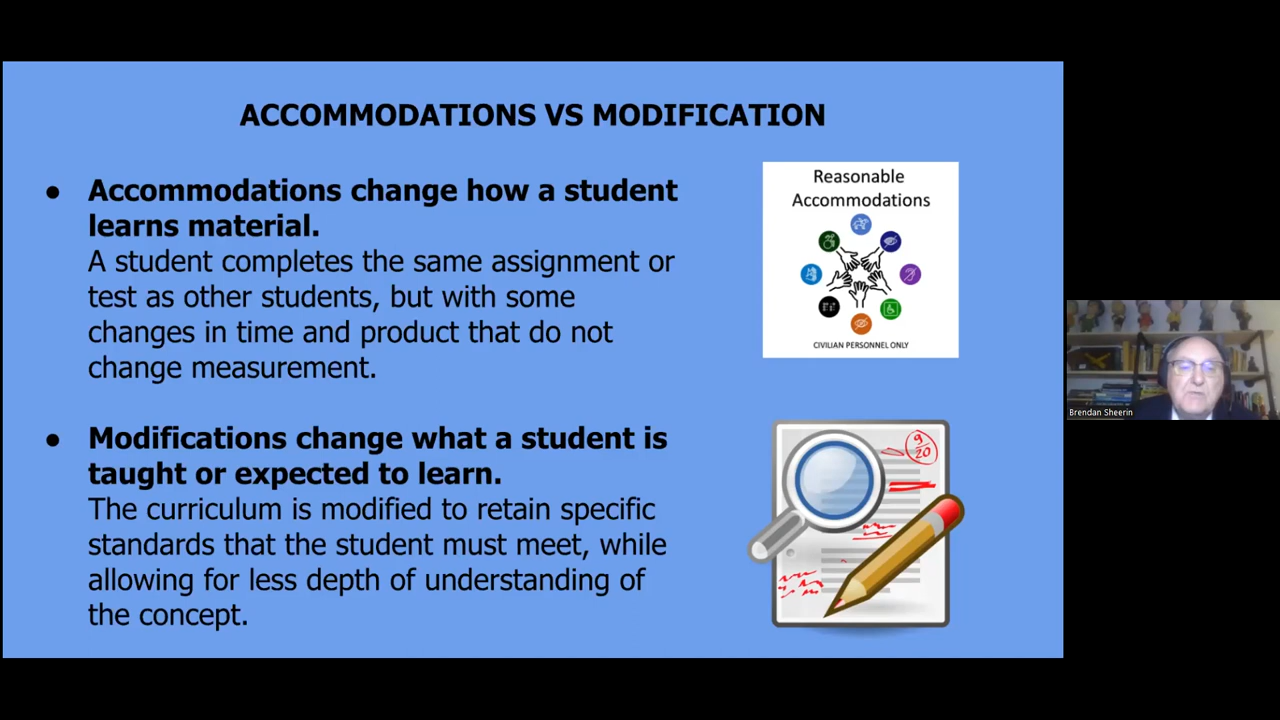 ACCOMMODATIONS VS MODIFICATION
● Accommodations change how a student
learns material.
A student completes the same assignment or
test as other students, but with some
changes in time and product that do not
change measurement.
● Modifications change what a student is
taught or expected to learn.
The curriculum is modified to retain specific
standards that the student must meet, while
allowing for less depth of understanding of
the concept.
Reasonable
Accommodations
CIVILIAN PERSONNEL ONLY
9
20
Brendan Sheerin